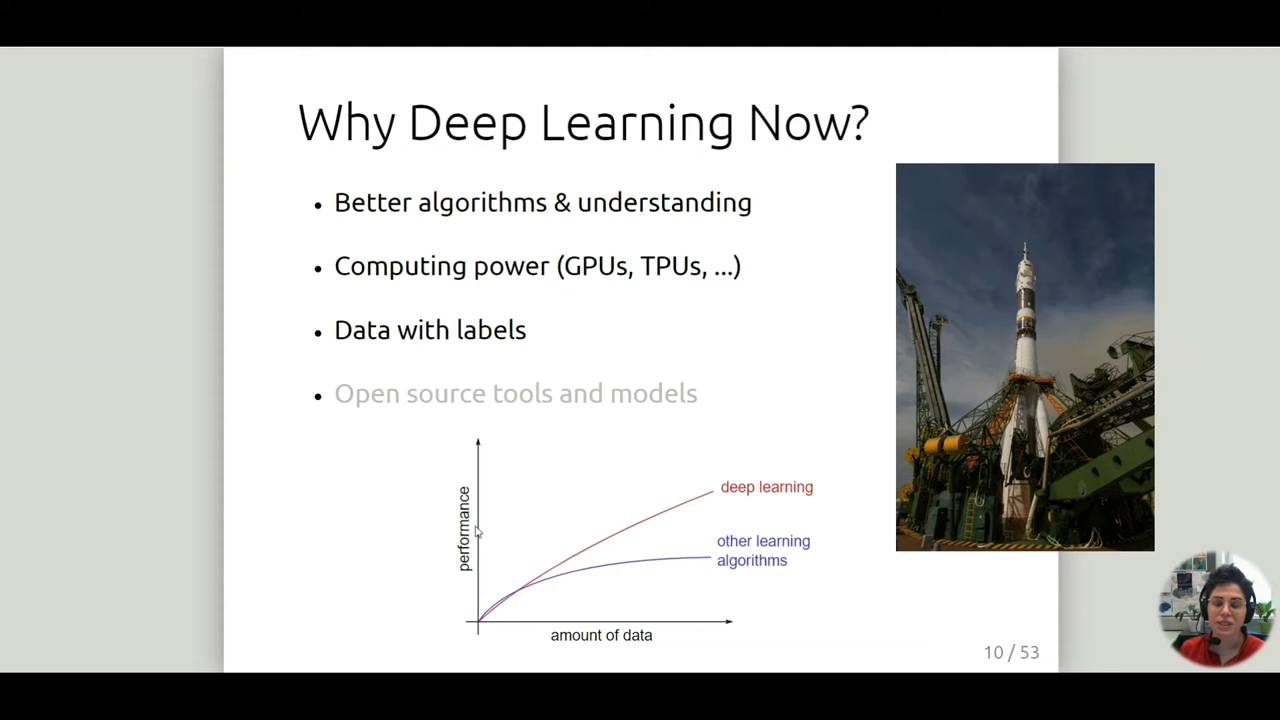 Why Deep Learning Now?
Better algorithms & understanding
Computing power (GPUs, TPUs, ...)
Data with labels
Open source tools and models
performance
deep learning
other learning
algorithms
amount of data
10 / 53